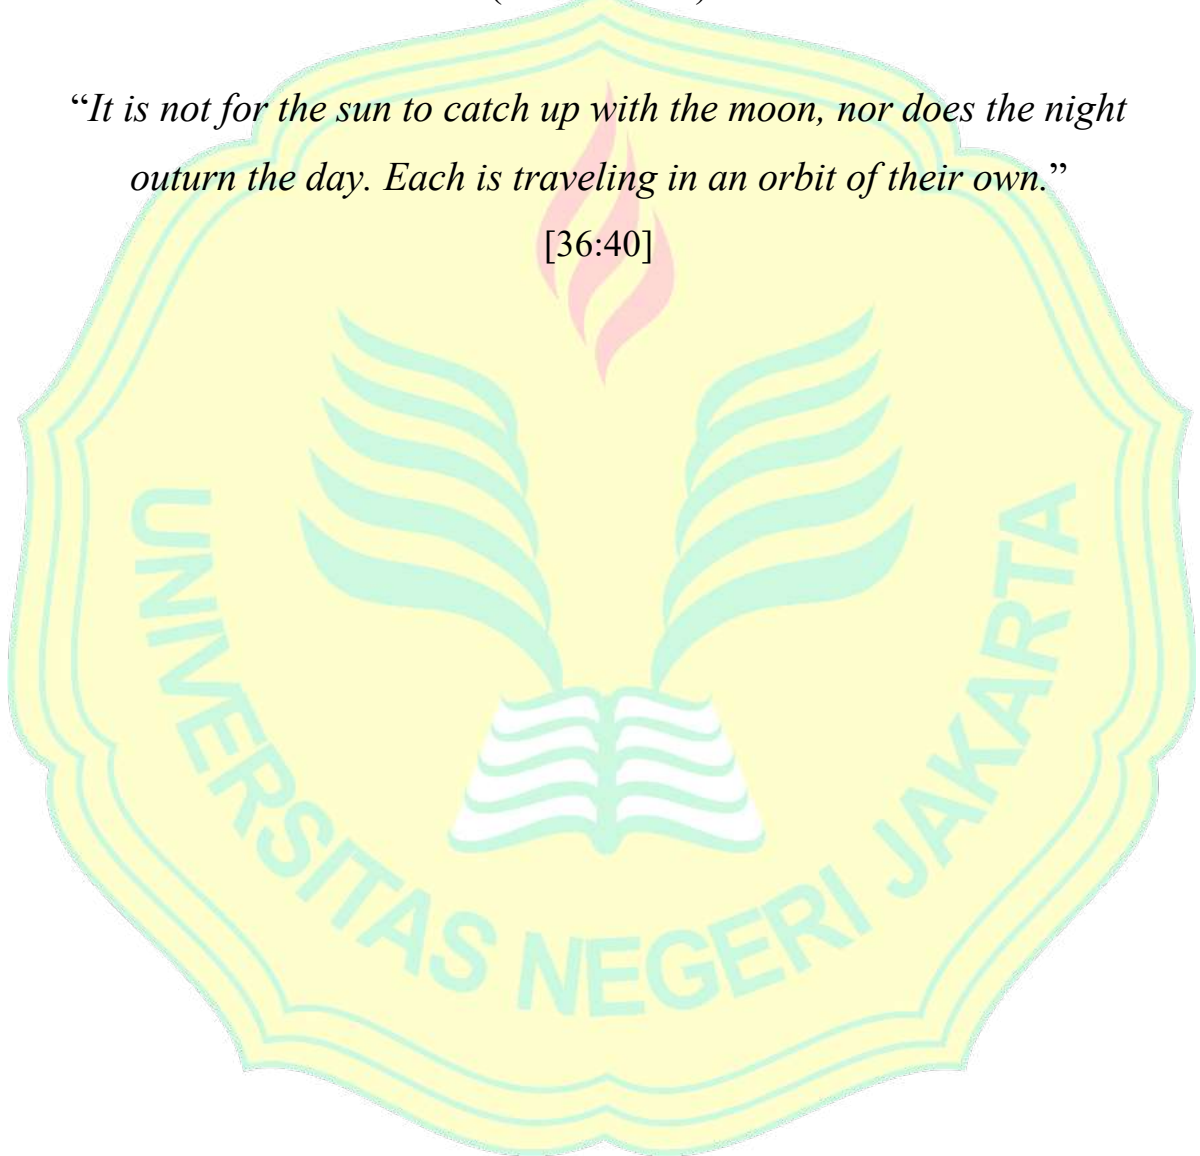 “It is not for the sun to catch up with the moon, nor does the night
outurn the day. Each is traveling in an orbit of their own.”
[36:40]
UNIVERSITAS NEGERI JAKARTA